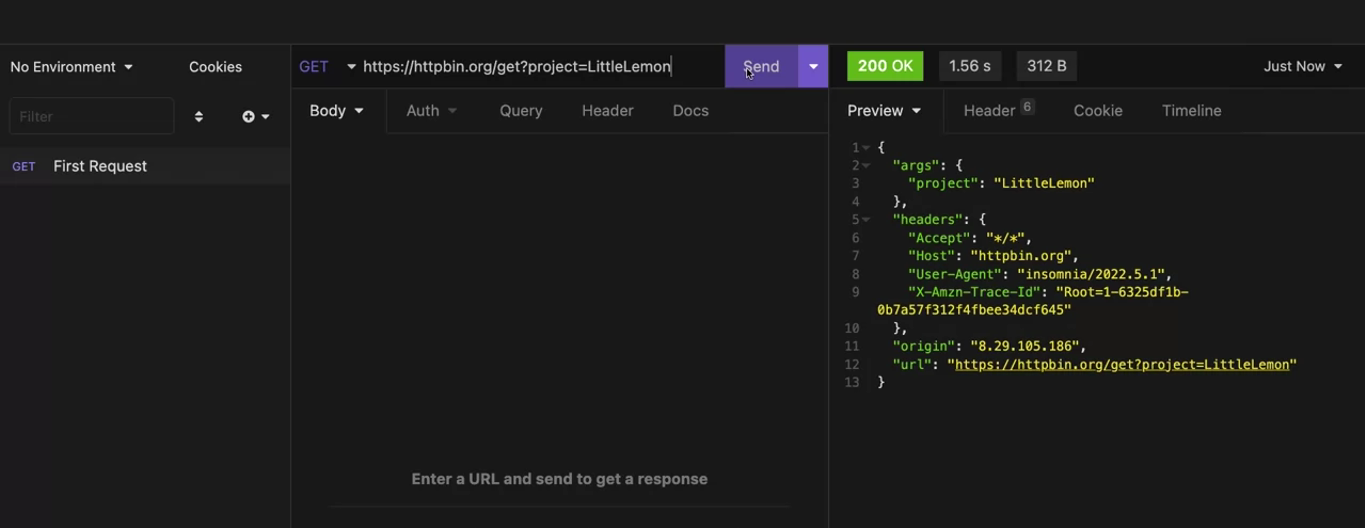 No Environment
Cookies
GET https://httpbin.org/get?project=LittleLemon
Send
200 OK
1.56 s
312 B
Just Now
Filter
Body
Auth
Query
Header
Docs
Preview
Header 6
Cookie
Timeline
GET First Request
1 {
2 "args": {
3 "project": "LittleLemon"
4 },
5 "headers": {
6 "Accept": "*/*",
7 "Host": "httpbin.org",
8 "User-Agent": "insomnia/2022.5.1",
9 "X-Amzn-Trace-Id": "Root=1-6325df1b-
0b7a57f312f4fbee34dcf645"
10 },
11 "origin": "8.29.105.186",
12 "url": "https://httpbin.org/get?project=LittleLemon"
13 }
Enter a URL and send to get a response